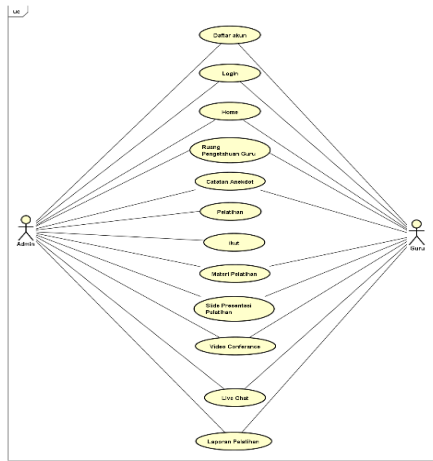 uc
Daftar akun
Login
Home
Ruang
Pengetahuan Guru
Catatan Anekdot
Pelatihan
Ikut
Admin
Guru
Materi Pelatihan
Slide Presentasi
Pelatihan
Video Conference
Live Chat
Laporan Pelatihan